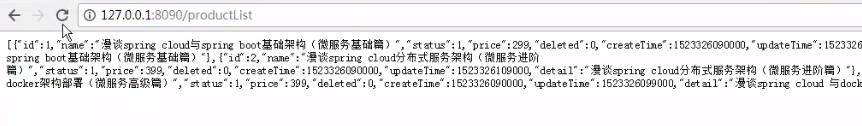 127.0.0.1:8090/productList
[{"id":1,"name":"漫谈spring cloud与spring boot基础架构（微服务基础篇）","status":1,"price":299,"deleted":0,"createTime":1523326090000,"updateTime":1523326
spring boot基础架构（微服务基础篇）"},{"id":2,"name":"漫谈spring cloud分布式服务架构（微服务进阶
篇）","status":1,"price":399,"deleted":0,"createTime":1523326090000,"updateTime":1523326109000,"detail":"漫谈spring cloud分布式服务架构（微服务进阶篇）"},
docker架构部署（微服务高级篇）","status":1,"price":399,"deleted":0,"createTime":1523326090000,"updateTime":1523326099000,"detail":"漫谈spring cloud 与dock